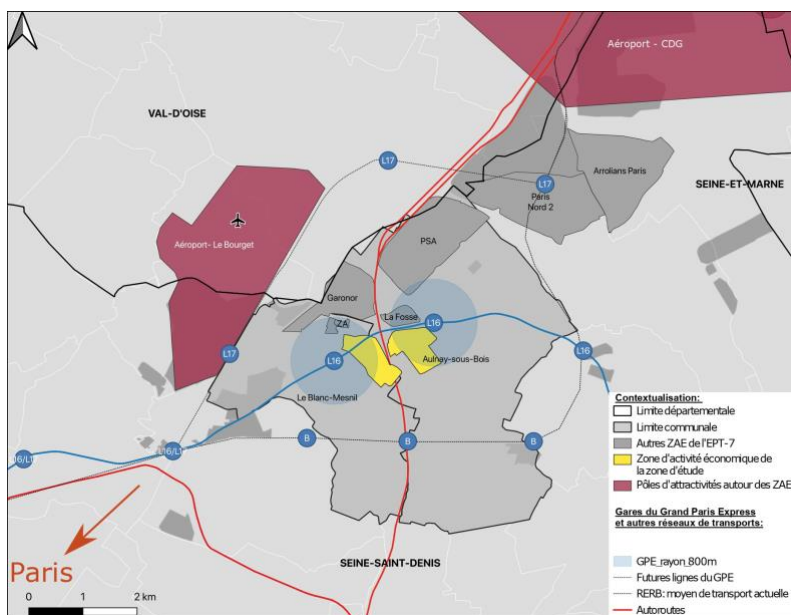 Aéroport - CDG
VAL-D'OISE
L17
L17
Arrolians Paris
Paris
Nord 2
SEINE-ET-MARNE
PSA
Aéroport- Le Bourget
Garonor
La Fosse
ZA
L16
L17
L16
L16
Aulnay-sous-Bois
Le Blanc-Mesnil
B
B
B
Paris
SEINE-SAINT-DENIS
0 1 2 km
Contextualisation:
Limite départementale
Limite communale
Autres ZAE de l'EPT-7
Zone d'activité économique de
la zone d'étude
Pôles d'attractivités autour des ZAE
Gares du Grand Paris Express
et autres réseaux de transports:
GPE_rayon_800m
Futures lignes du GPE
RERB: moyen de transport actuelle
Autoroutes